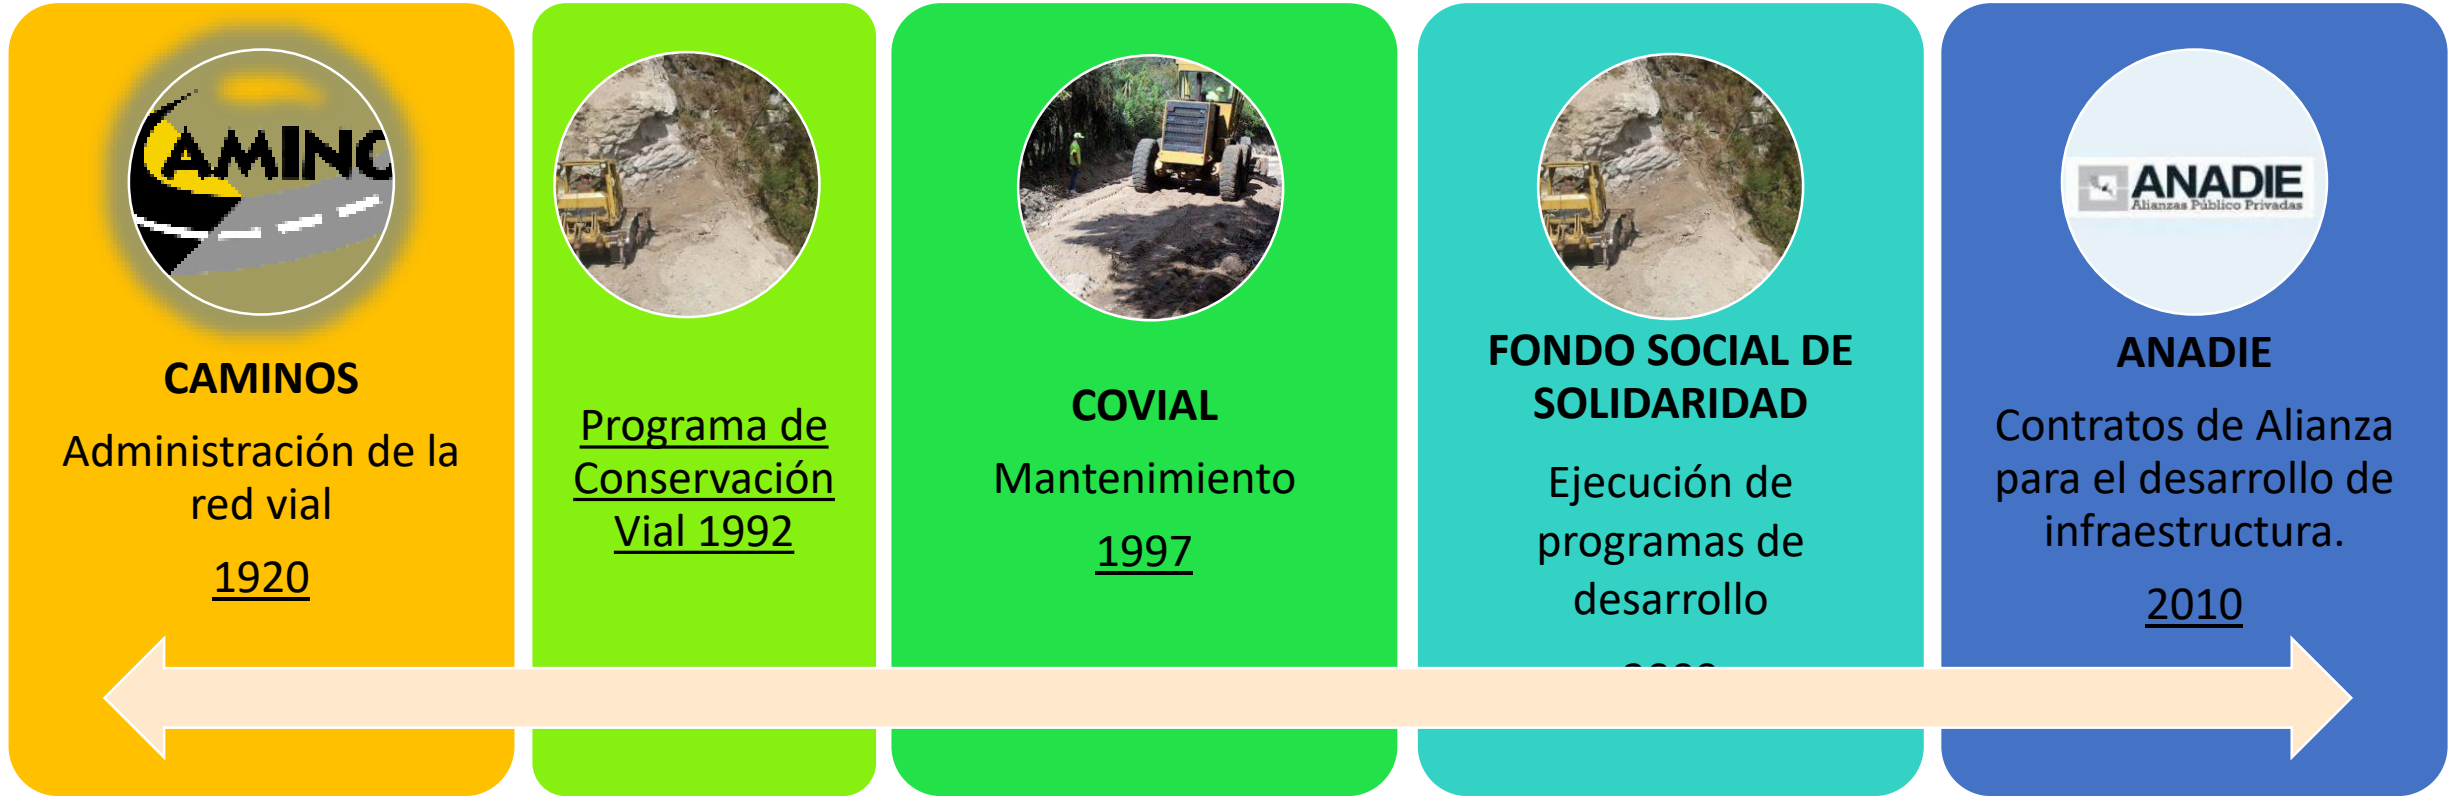 CAMINO
CAMINOS
Administración de la
red vial
1920
Programa de
Conservación
Vial 1992
COVIAL
Mantenimiento
1997
FONDO SOCIAL DE
SOLIDARIDAD
Ejecución de
programas de
desarrollo
ANADIE
Alianzas Público Privadas
ANADIE
Contratos de Alianza
para el desarrollo de
infraestructura.
2010